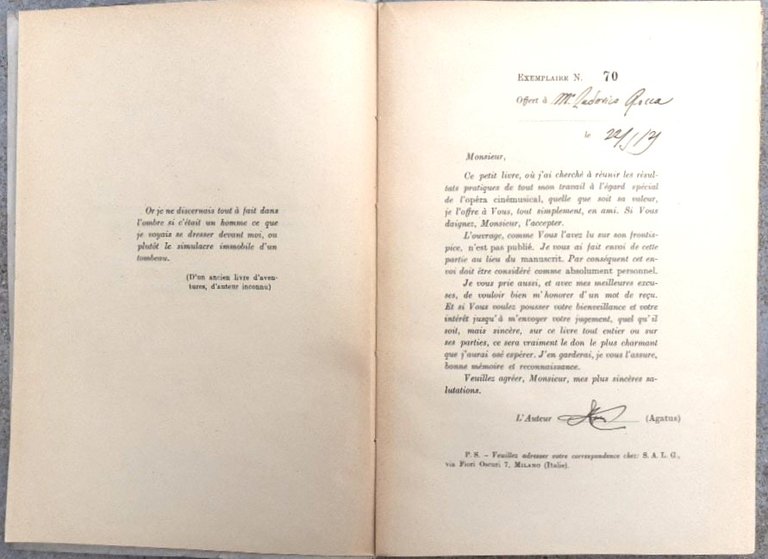 Or je ne discernais tout à fait dans
l'ombre si c'était un homme ce que
je voyais se dresser devant moi, ou
plutôt le simulacre immobile d'un
tombeau.
(D'un ancien livre d'aven-
tures, d'auteur inconnu)
EXEMPLAIRE N. 70
Offert à Mr Lodovico Rocca
le 22/
Monsieur,
Ce petit livre, où j'ai cherché à réunir les résul-
tats pratiques de tout mon travail à l'égard spécial
de l'opéra cinémusical, quelle que soit sa valeur,
je l'offre à Vous, tout simplement, en ami. Si Vous
daignez, Monsieur, l'accepter.
L'ouvrage, comme Vous l'avez lu sur son frontis-
pice, n'est pas publié. Je vous ai fait envoi de cette
partie au lieu du manuscrit. Par conséquent cet en-
voi doit être considéré comme absolument personnel.
Je vous prie aussi, et avec mes meilleures excu-
ses, de vouloir bien m'honorer d'un mot de reçu.
Et si Vous voulez pousser votre bienveillance et votre
intérêt jusqu'à m'envoyer votre jugement, quel qu'il
soit, mais sincère, sur ce livre tout entier ou sur
ses parties, ce sera vraiment le don le plus charmant
que j'aurai osé espérer. J'en garderai, je vous l'assure,
bonne mémoire et reconnaissance.
Veuillez agréer, Monsieur, mes plus sincères sa-
lutations.
L'Auteur (Agatus)
P. S. - Veuillez adresser votre correspondence chez: S. A. L. G.,
via Fiori Oscuri 7, MILANO (Italie).